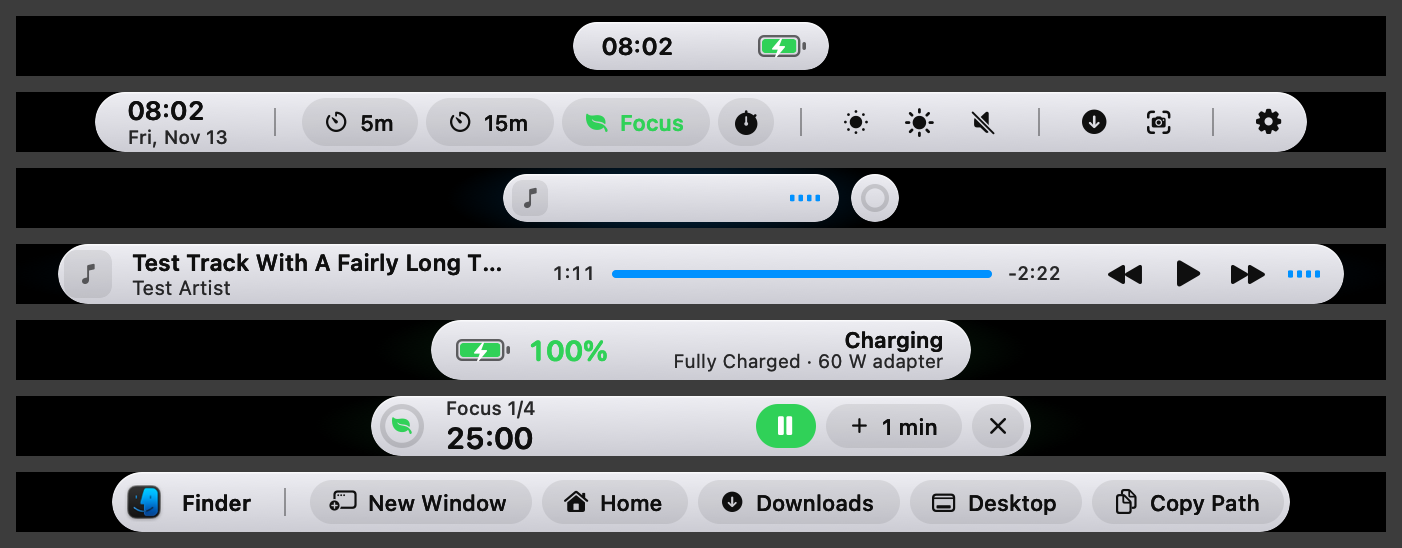 08:02
08:02
Fri, Nov 13
5m
15m
Focus
Test Track With A Fairly Long T...
Test Artist
1:11
-2:22
100%
Charging
Fully Charged · 60 W adapter
Focus 1/4
25:00
+ 1 min
Finder
New Window
Home
Downloads
Desktop
Copy Path